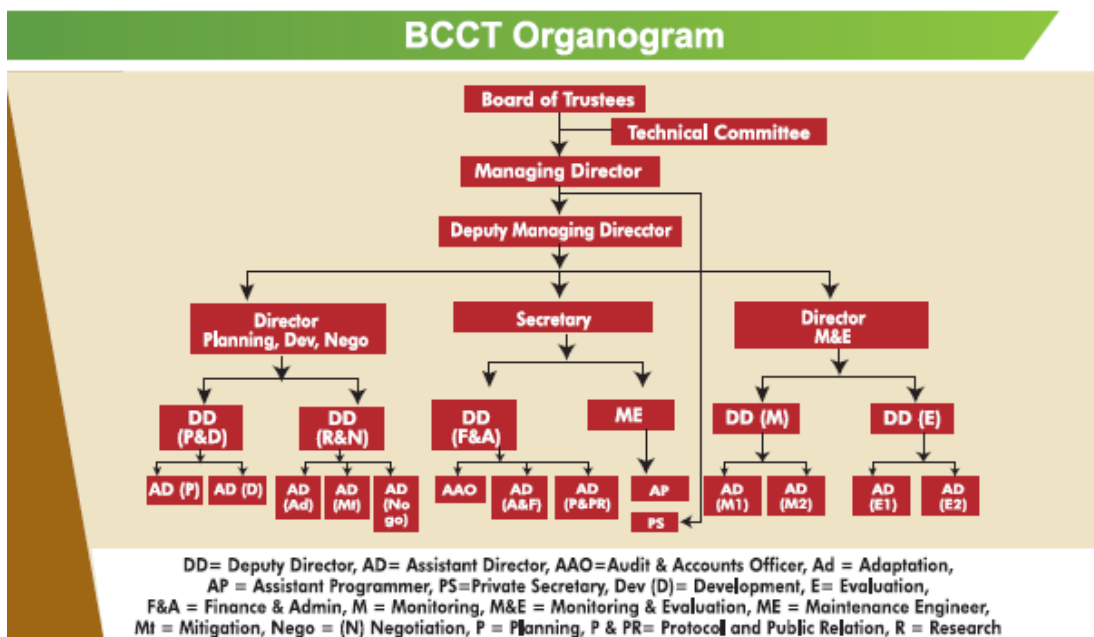 BCCT Organogram
Board of Trustees
Technical Committee
Managing Director
Deputy Managing Direcctor
Director
Planning, Dev, Nego
Secretary
Director
M&E
DD
(P&D)
DD
(R&N)
DD
(F&A)
ME
DD (M)
DD (E)
AD (P)
AD (D)
AD
(Ad)
AD
(Mt)
AD
(No
go)
AAO
AD
(A&F)
AD
(P&PR)
AP
PS
AD
(M1)
AD
(M2)
AD
(E1)
AD
(E2)
DD= Deputy Director, AD= Assistant Director, AAO=Audit & Accounts Officer, Ad = Adaptation,
AP = Assistant Programmer, PS=Private Secretary, Dev (D)= Development, E= Evaluation,
F&A = Finance & Admin, M = Monitoring, M&E = Monitoring & Evaluation, ME = Maintenance Engineer,
Mt = Mitigation, Nego = (N) Negotiation, P = Planning, P & PR= Protocol and Public Relation, R = Research